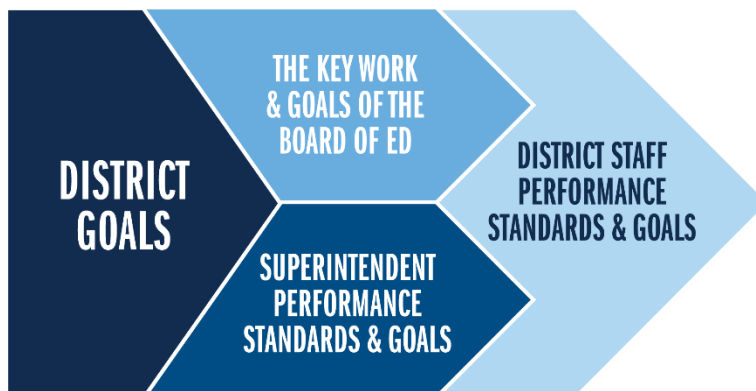 DISTRICT
GOALS
THE KEY WORK
& GOALS OF THE
BOARD OF ED
SUPERINTENDENT
PERFORMANCE
STANDARDS & GOALS
DISTRICT STAFF
PERFORMANCE
STANDARDS & GOALS